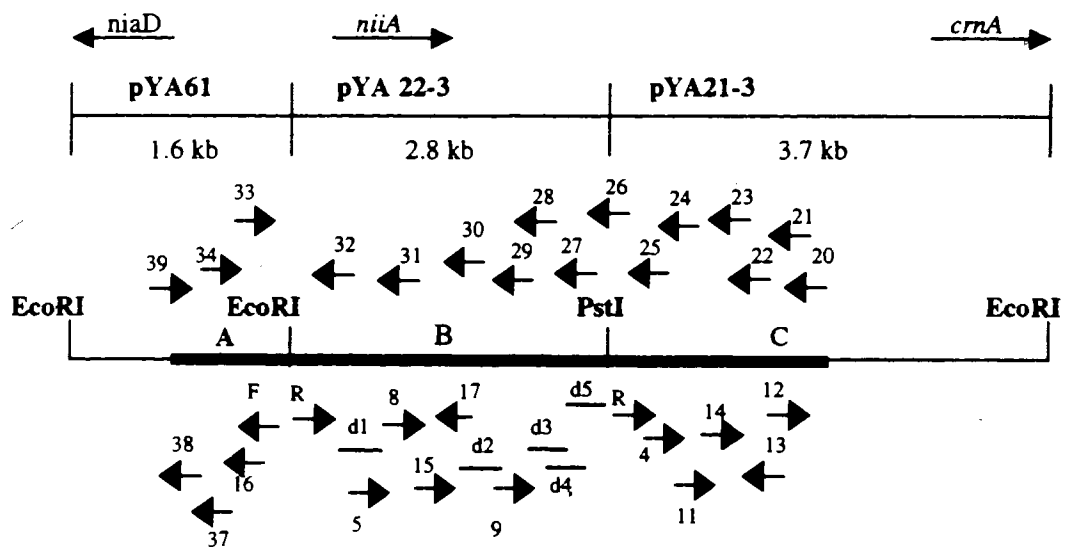 niaD niiA crnA
pYA61 pYA 22-3 pYA21-3
1.6 kb 2.8 kb 3.7 kb
33 28 26 24 23 21
39 34 32 31 30 29 27 25 22 20
EcoRI EcoRI PstI EcoRI
A B C
F R 8 17 d5 R 12
38 16 d1 15 d2 d3 d4 4 14 13
37 5 9 11